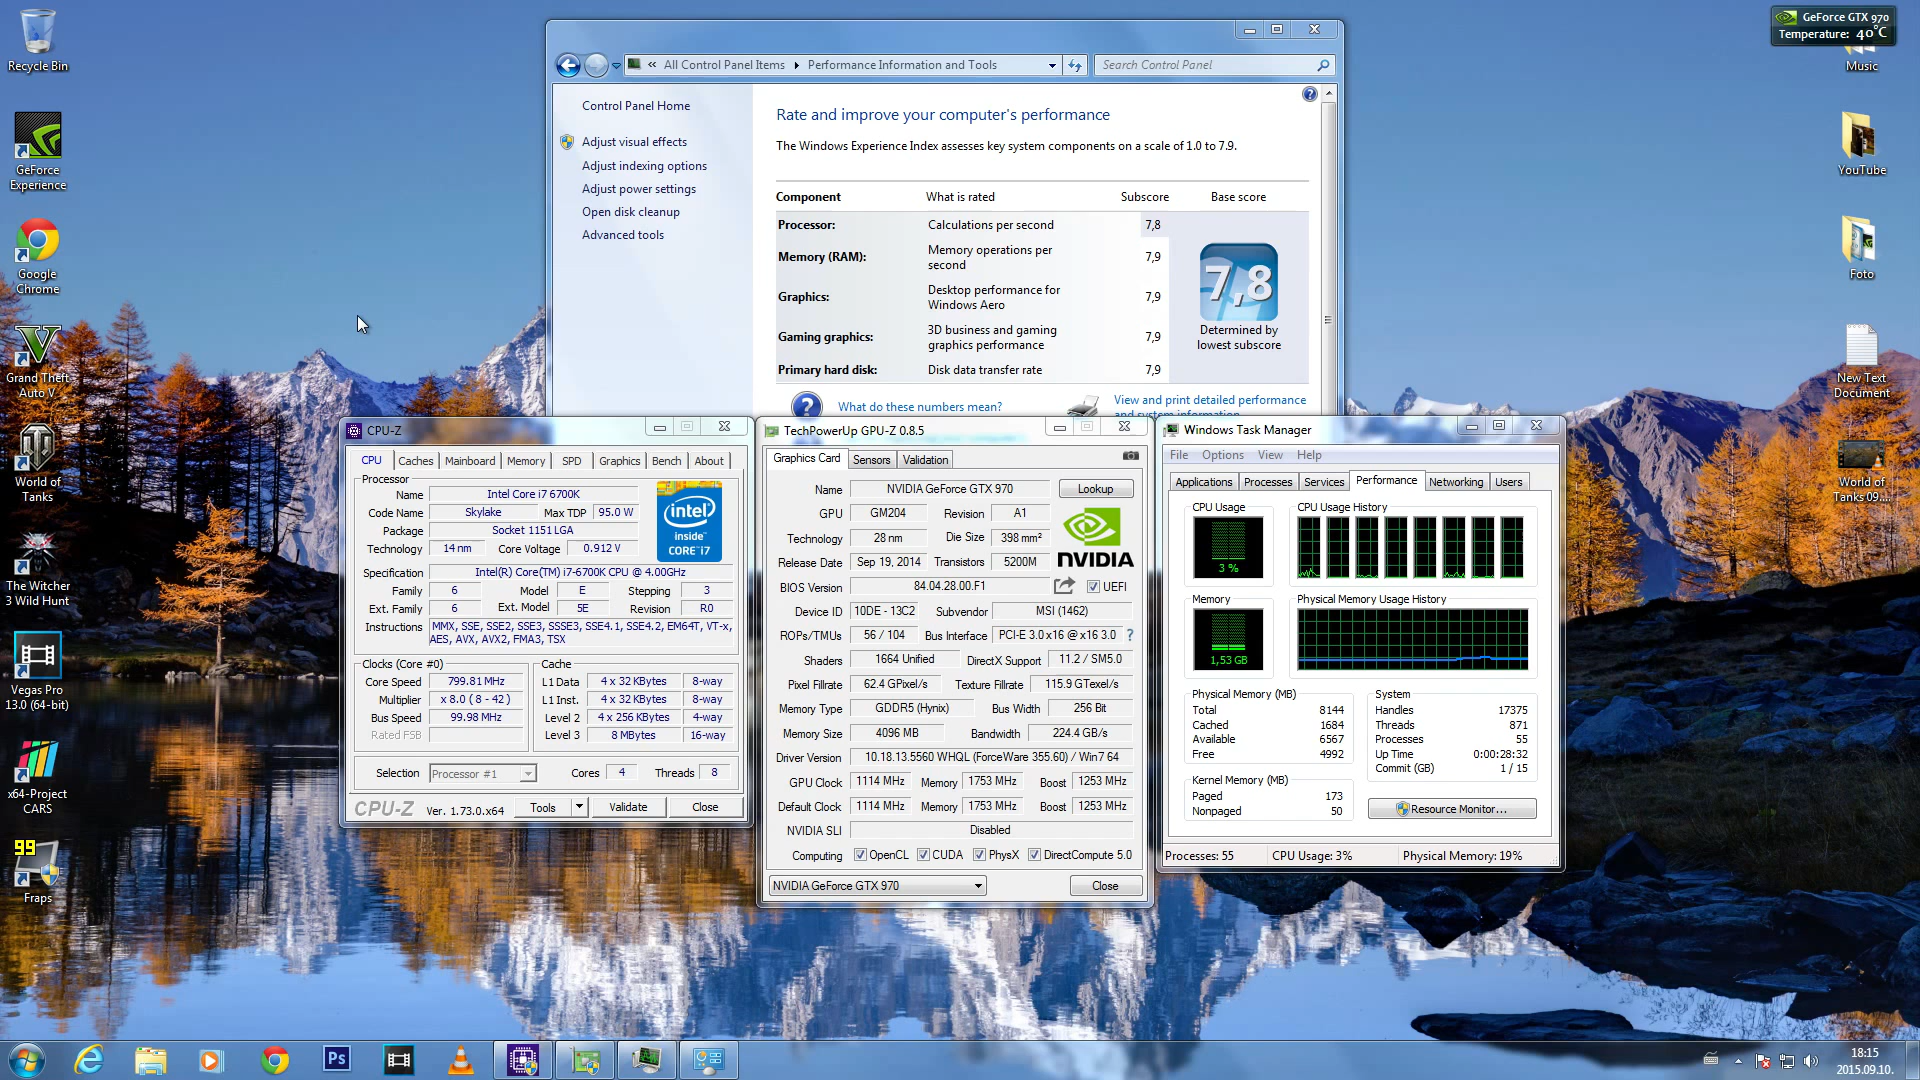 Recycle Bin
GeForce
Experience
Google
Chrome
Grand Theft
Auto V
World of
Tanks
The Witcher
3 Wild Hunt
Vegas Pro
13.0 (64-bit)
x64-Project
CARS
99
Fraps
GeForce GTX 970
Temperature: 40°C
Music
YouTube
Foto
New Text
Document
World of
Tanks 09....
« All Control Panel Items Performance Information and Tools
Search Control Panel
Control Panel Home
Adjust visual effects
Adjust indexing options
Adjust power settings
Open disk cleanup
Advanced tools
Rate and improve your computer's performance
The Windows Experience Index assesses key system components on a scale of 1.0 to 7.9.
Component What is rated Subscore Base score
Processor: Calculations per second 7,8
Memory (RAM): Memory operations per
second 7,9
Graphics: Desktop performance for
Windows Aero 7,9
Gaming graphics: 3D business and gaming
graphics performance 7,9
Primary hard disk: Disk data transfer rate 7,9
7,8
Determined by
lowest subscore
What do these numbers mean?
View and print detailed performance
and system information
CPU-Z
CPU Caches Mainboard Memory SPD Graphics Bench About
Processor
Name Intel Core i7 6700K
Code Name Skylake Max TDP 95.0 W
Package Socket 1151 LGA
Technology 14 nm Core Voltage 0.912 V
intel
inside™
CORE™i7
Specification Intel(R) Core(TM) i7-6700K CPU @ 4.00GHz
Family 6 Model E Stepping 3
Ext. Family 6 Ext. Model 5E Revision R0
Instructions MMX, SSE, SSE2, SSE3, SSSE3, SSE4.1, SSE4.2, EM64T, VT-x,
AES, AVX, AVX2, FMA3, TSX
Clocks (Core #0)
Core Speed 799.81 MHz
Multiplier x 8.0 ( 8 - 42 )
Bus Speed 99.98 MHz
Rated FSB
Cache
L1 Data 4 x 32 KBytes 8-way
L1 Inst. 4 x 32 KBytes 8-way
Level 2 4 x 256 KBytes 4-way
Level 3 8 MBytes 16-way
Selection Processor #1 Cores 4 Threads 8
CPU-Z Ver. 1.73.0.x64 Tools Validate Close
TechPowerUp GPU-Z 0.8.5
Graphics Card Sensors Validation
Name NVIDIA GeForce GTX 970 Lookup
GPU GM204 Revision A1
Technology 28 nm Die Size 398 mm²
Release Date Sep 19, 2014 Transistors 5200M
NVIDIA
BIOS Version 84.04.28.00.F1 UEFI
Device ID 10DE - 13C2 Subvendor MSI (1462)
ROPs/TMUs 56 / 104 Bus Interface PCI-E 3.0 x16 @ x16 3.0 ?
Shaders 1664 Unified DirectX Support 11.2 / SM5.0
Pixel Fillrate 62.4 GPixel/s Texture Fillrate 115.9 GTexel/s
Memory Type GDDR5 (Hynix) Bus Width 256 Bit
Memory Size 4096 MB Bandwidth 224.4 GB/s
Driver Version 10.18.13.5560 WHQL (ForceWare 355.60) / Win7 64
GPU Clock 1114 MHz Memory 1753 MHz Boost 1253 MHz
Default Clock 1114 MHz Memory 1753 MHz Boost 1253 MHz
NVIDIA SLI Disabled
Computing OpenCL CUDA PhysX DirectCompute 5.0
NVIDIA GeForce GTX 970 Close
Windows Task Manager
File Options View Help
Applications Processes Services Performance Networking Users
CPU Usage
3 %
CPU Usage History
Memory
1,53 GB
Physical Memory Usage History
Physical Memory (MB)
Total 8144
Cached 1684
Available 6567
Free 4992
Kernel Memory (MB)
Paged 173
Nonpaged 50
System
Handles 17375
Threads 871
Processes 55
Up Time 0:00:28:32
Commit (GB) 1 / 15
Resource Monitor...
Processes: 55 CPU Usage: 3% Physical Memory: 19%
Ps
18:15
2015.09.10.